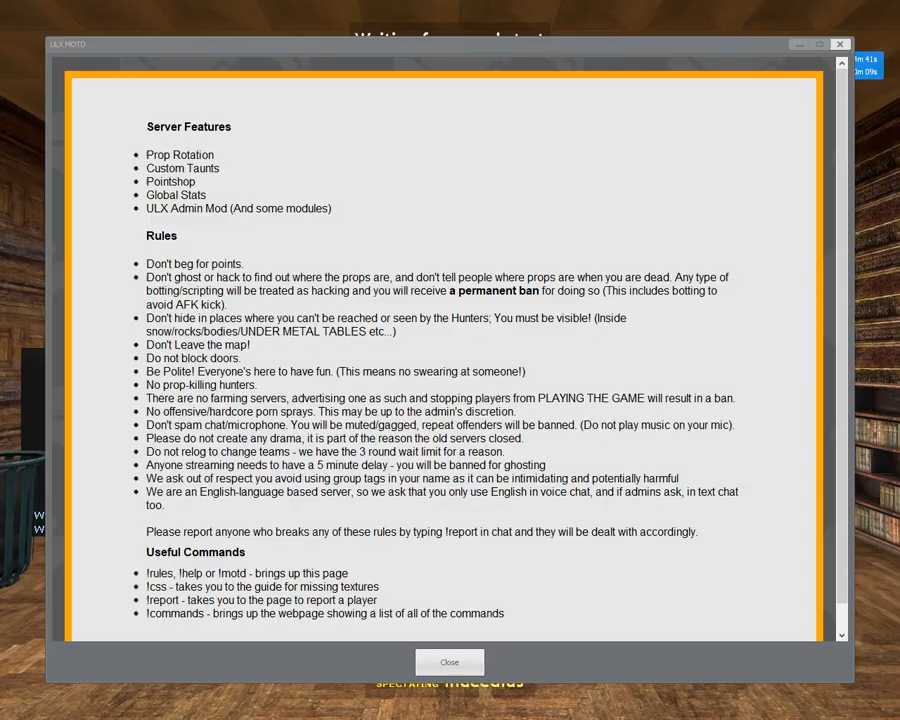 ULX MOTD
4m 41s
0m 09s
Server Features
Prop Rotation
Custom Taunts
Pointshop
Global Stats
ULX Admin Mod (And some modules)
Rules
Don't beg for points.
Don't ghost or hack to find out where the props are, and don't tell people where props are when you are dead. Any type of
botting/scripting will be treated as hacking and you will receive a permanent ban for doing so (This includes botting to
avoid AFK kick).
Don't hide in places where you can't be reached or seen by the Hunters; You must be visible! (Inside
snow/rocks/bodies/UNDER METAL TABLES etc...)
Don't Leave the map!
Do not block doors.
Be Polite! Everyone's here to have fun. (This means no swearing at someone!)
No prop-killing hunters.
There are no farming servers, advertising one as such and stopping players from PLAYING THE GAME will result in a ban.
No offensive/hardcore porn sprays. This may be up to the admin's discretion.
Don't spam chat/microphone. You will be muted/gagged, repeat offenders will be banned. (Do not play music on your mic).
Please do not create any drama, it is part of the reason the old servers closed.
Do not relog to change teams - we have the 3 round wait limit for a reason.
Anyone streaming needs to have a 5 minute delay - you will be banned for ghosting
We ask out of respect you avoid using group tags in your name as it can be intimidating and potentially harmful
We are an English-language based server, so we ask that you only use English in voice chat, and if admins ask, in text chat
too.
Please report anyone who breaks any of these rules by typing !report in chat and they will be dealt with accordingly.
Useful Commands
!rules, !help or !motd - brings up this page
!css - takes you to the guide for missing textures
!report - takes you to the page to report a player
!commands - brings up the webpage showing a list of all of the commands
Close
SPECTATING